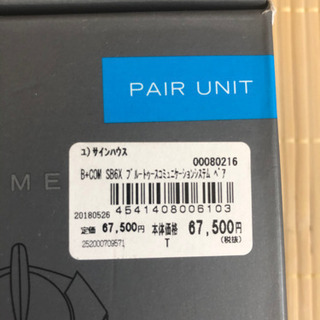 PAIR UNIT
ユ)サインハウス
00080216
B+COM SB6X ブルートゥースコミュニケーションシステム ペア
20180526
4541408006103
定価 67,500円 本体価格 67,500円
(税抜)
252000709571
T
ME